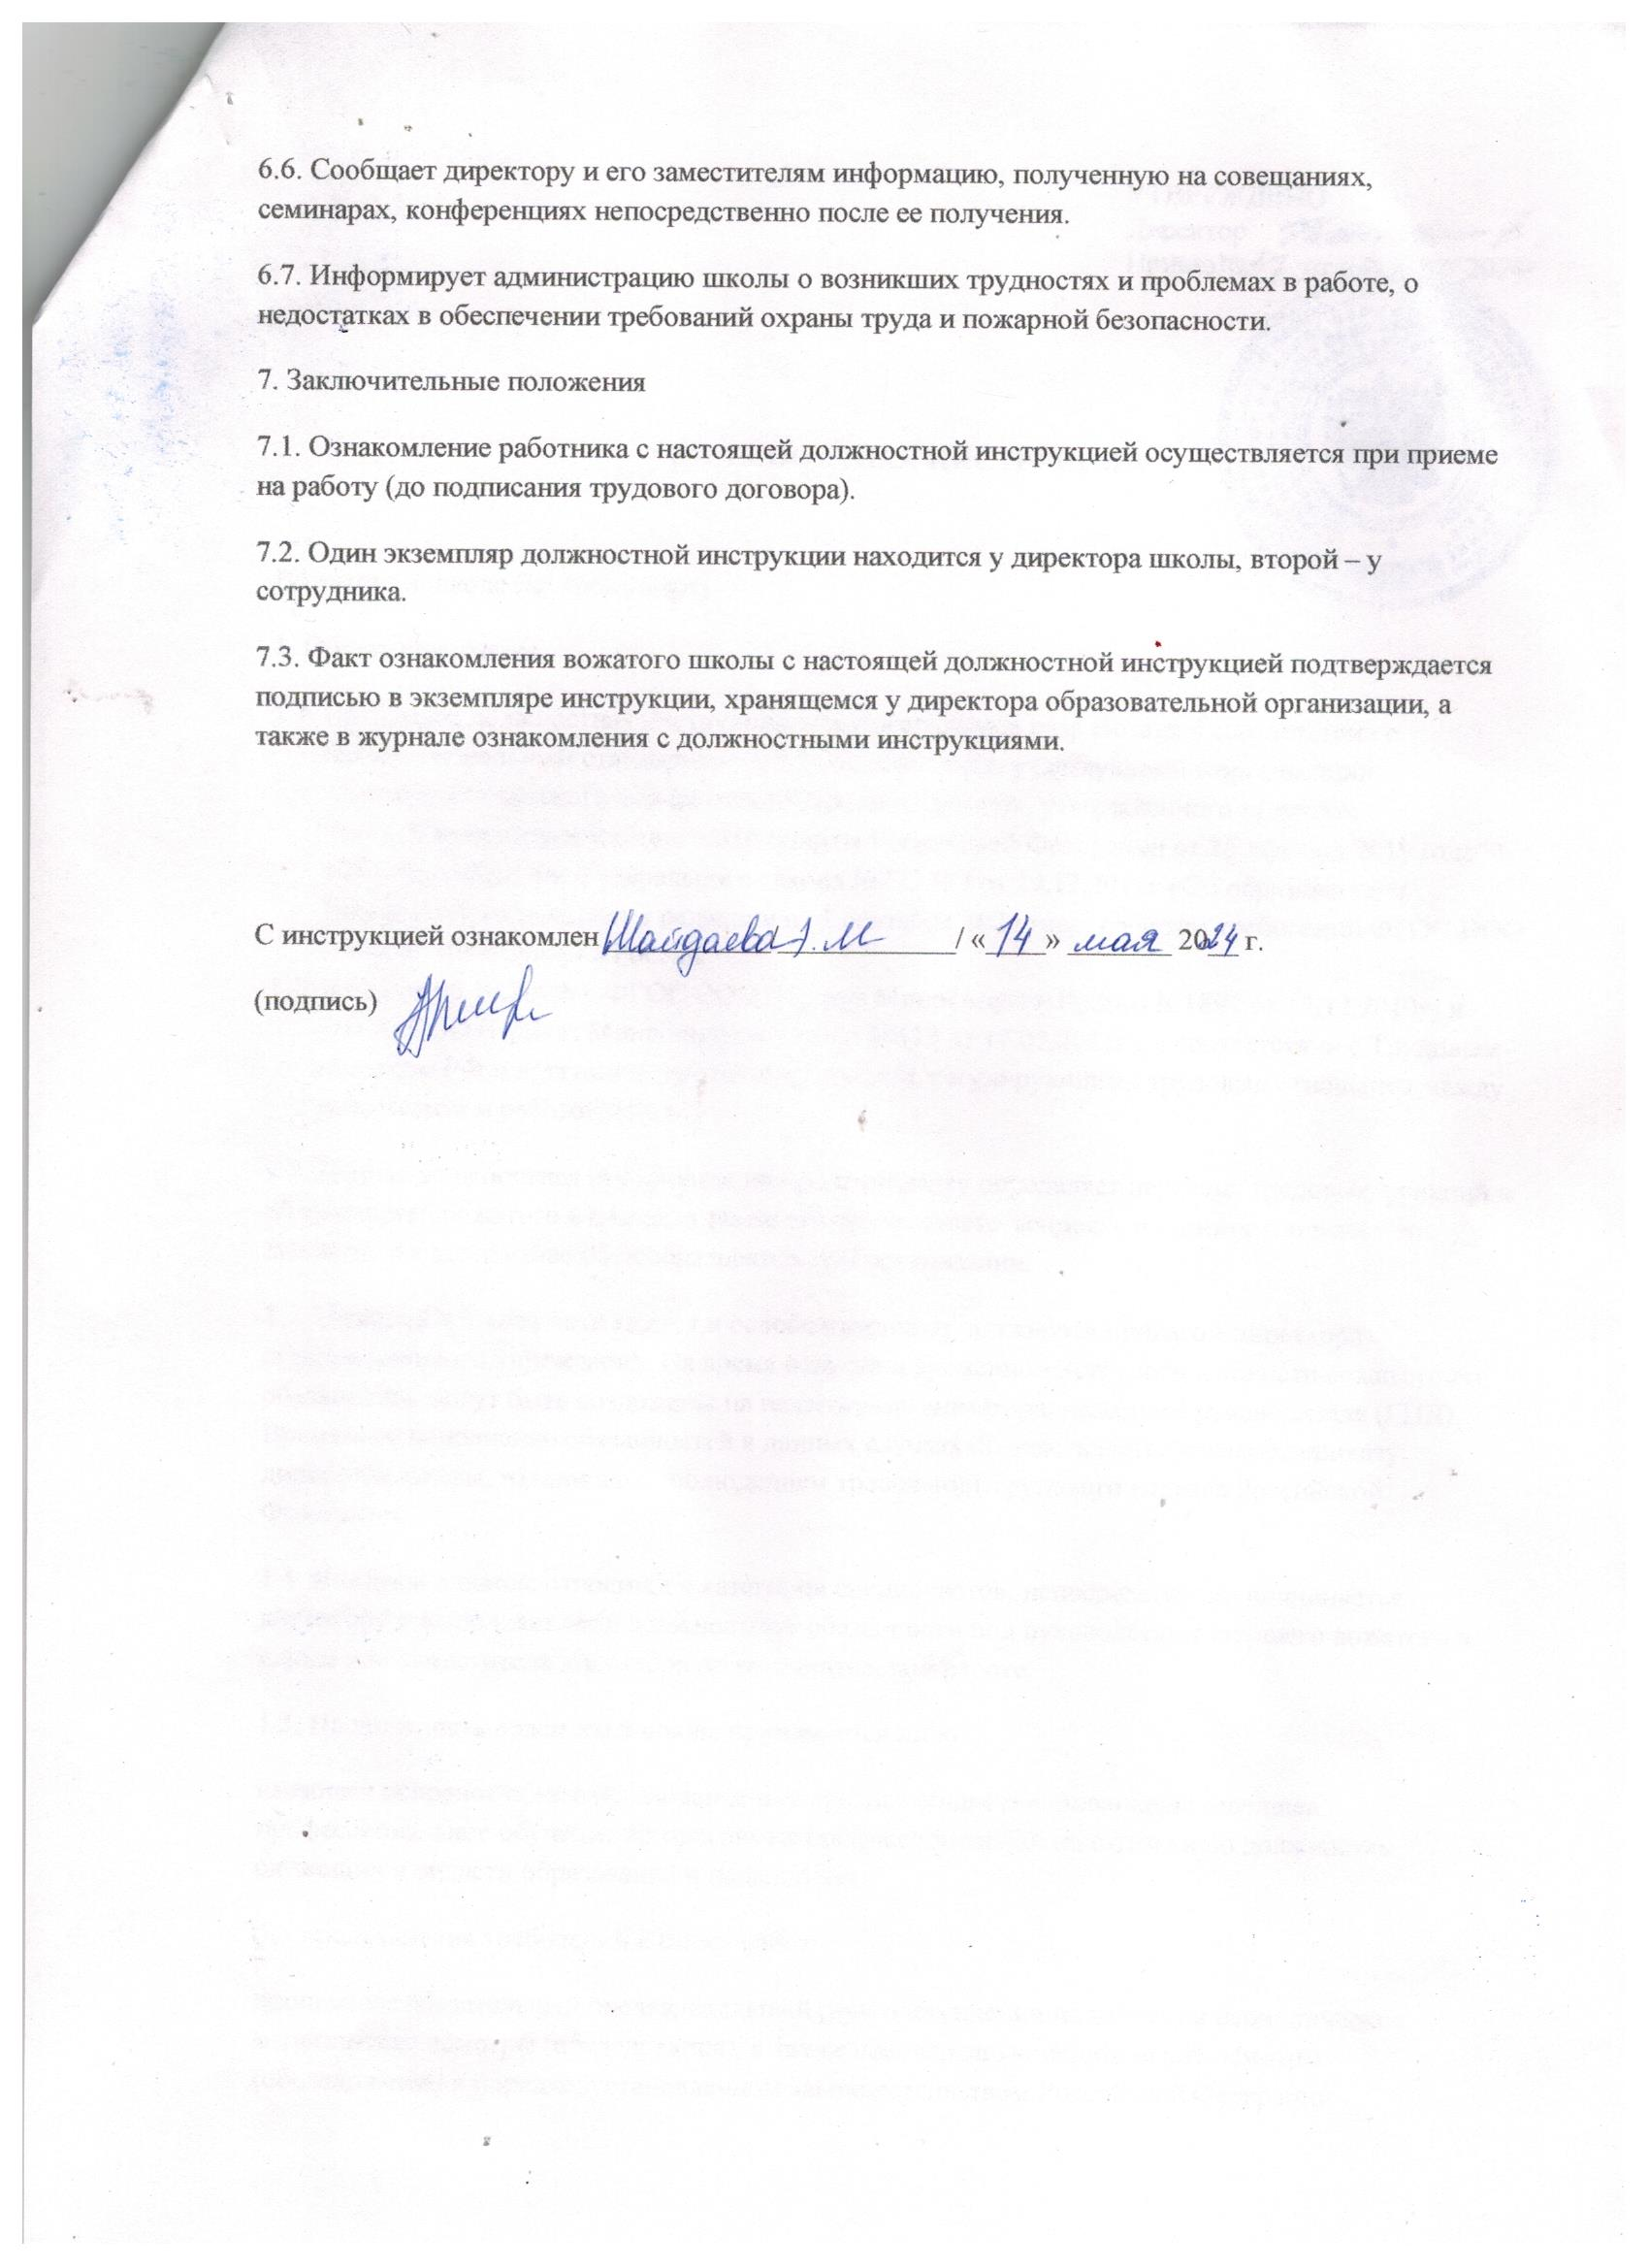 6.6. Сообщает директору и его заместителям информацию, полученную на совещаниях,
семинарах, конференциях непосредственно после ее получения.
6.7. Информирует администрацию школы о возникших трудностях и проблемах в работе, о
недостатках в обеспечении требований охраны труда и пожарной безопасности.
7. Заключительные положения
7.1. Ознакомление работника с настоящей должностной инструкцией осуществляется при приеме
на работу (до подписания трудового договора).
7.2. Один экземпляр должностной инструкции находится у директора школы, второй – у
сотрудника.
7.3. Факт ознакомления вожатого школы с настоящей должностной инструкцией подтверждается
подписью в экземпляре инструкции, хранящемся у директора образовательной организации, а
также в журнале ознакомления с должностными инструкциями.
С инструкцией ознакомлен Шайдаева / «14» мая 2024 г.
(подпись)